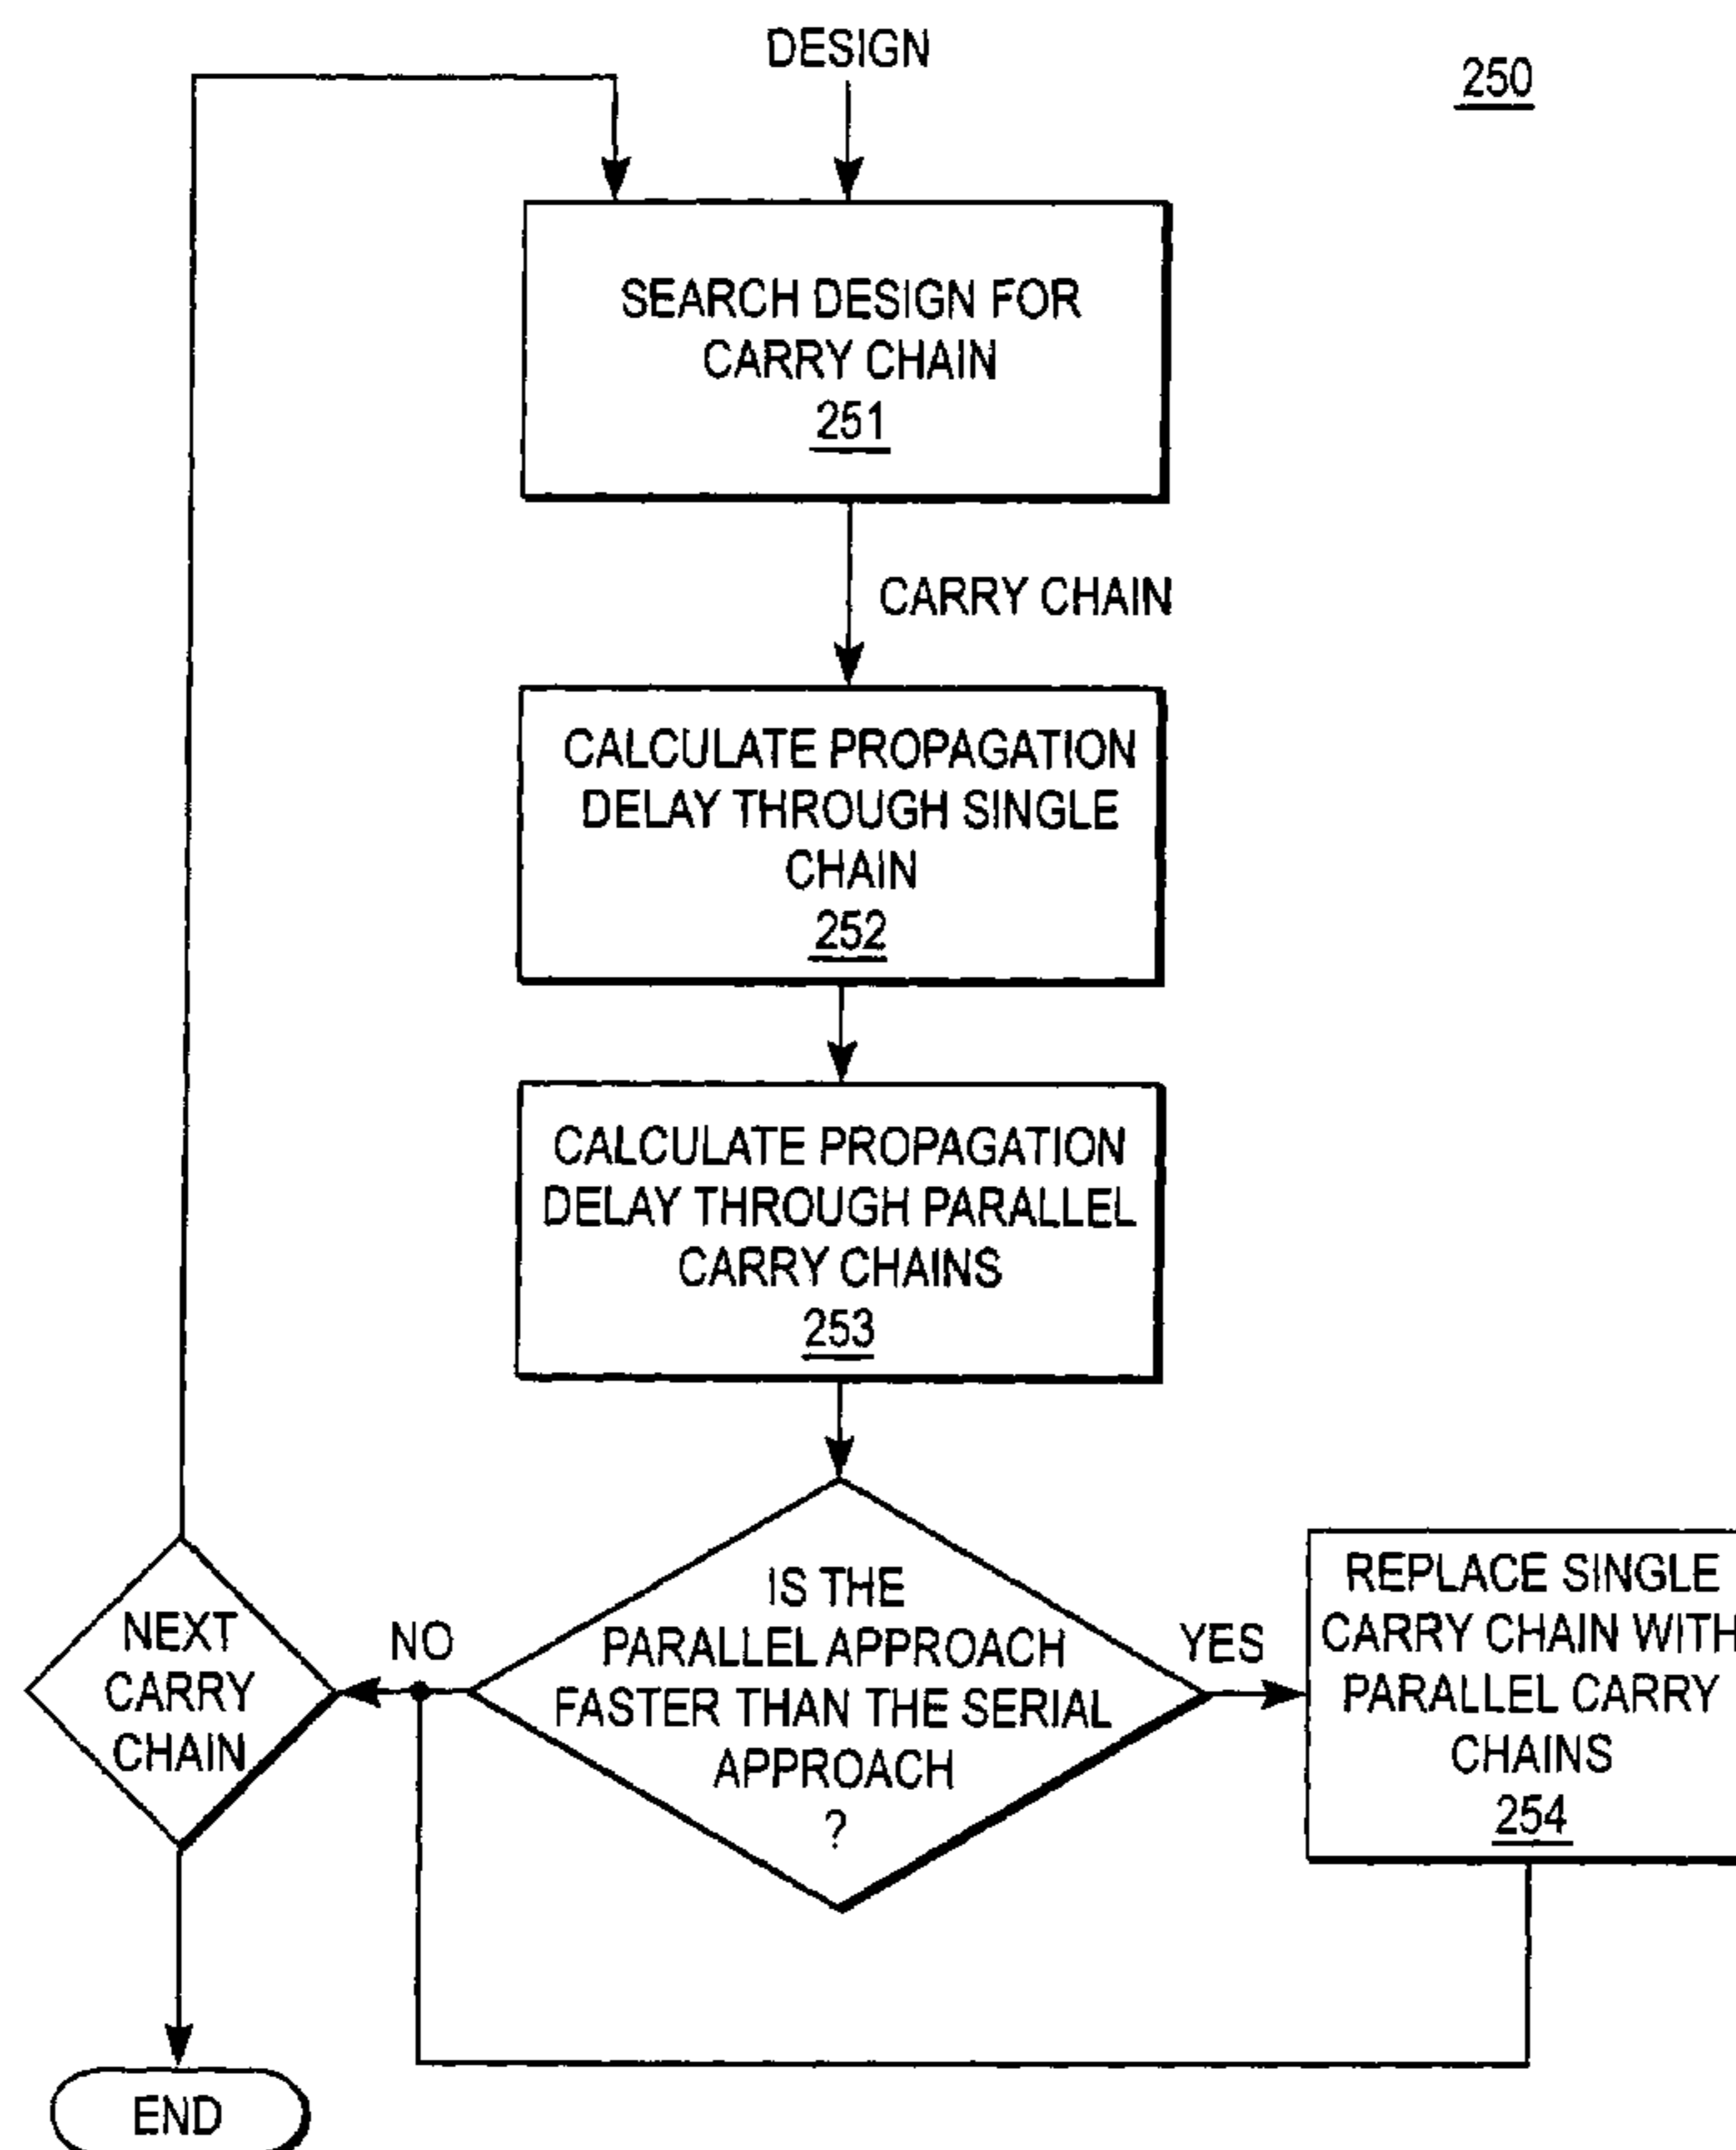 DESIGN
250
SEARCH DESIGN FOR
CARRY CHAIN
251
CARRY CHAIN
CALCULATE PROPAGATION
DELAY THROUGH SINGLE
CHAIN
252
CALCULATE PROPAGATION
DELAY THROUGH PARALLEL
CARRY CHAINS
253
IS THE
PARALLEL APPROACH
FASTER THAN THE SERIAL
APPROACH
?
YES
REPLACE SINGLE
CARRY CHAIN WITH
PARALLEL CARRY
CHAINS
254
NO
NEXT
CARRY
CHAIN
END